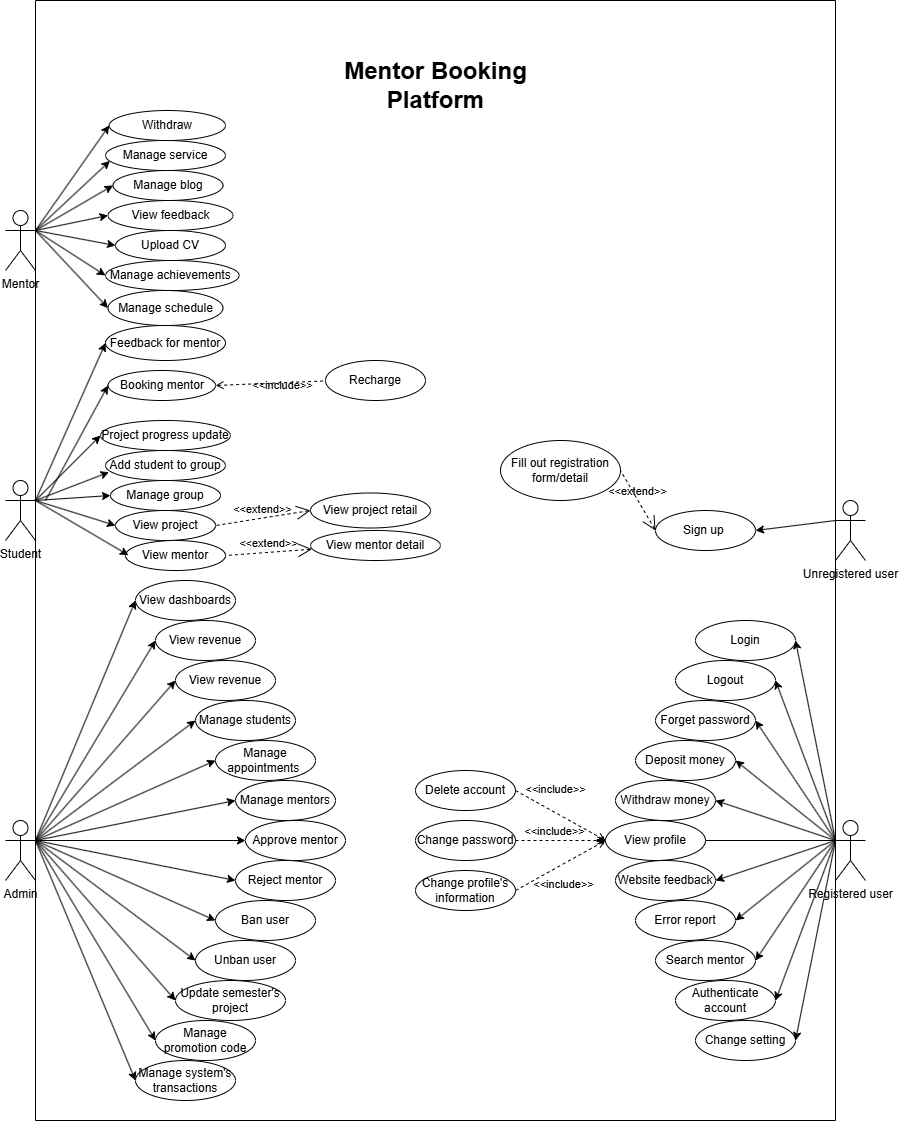 Mentor Booking
Platform
Withdraw
Manage service
Manage blog
View feedback
Upload CV
Manage achievements
Manage schedule
Mentor
Feedback for mentor
Booking mentor
<<include>>
Recharge
Project progress update
Add student to group
Manage group
View project
<<extend>>
View project retail
View mentor
<<extend>>
View mentor detail
Student
Fill out registration
form/detail
<<extend>>
Sign up
Unregistered user
View dashboards
View revenue
View revenue
Manage students
Manage
appointments
Manage mentors
Approve mentor
Reject mentor
Ban user
Unban user
Update semester's
project
Manage
promotion code
Manage system's
transactions
Admin
Login
Logout
Forget password
Deposit money
Withdraw money
View profile
Website feedback
Error report
Search mentor
Authenticate
account
Change setting
Registered user
Delete account
<<include>>
Change password
<<include>>
Change profile's
information
<<include>>